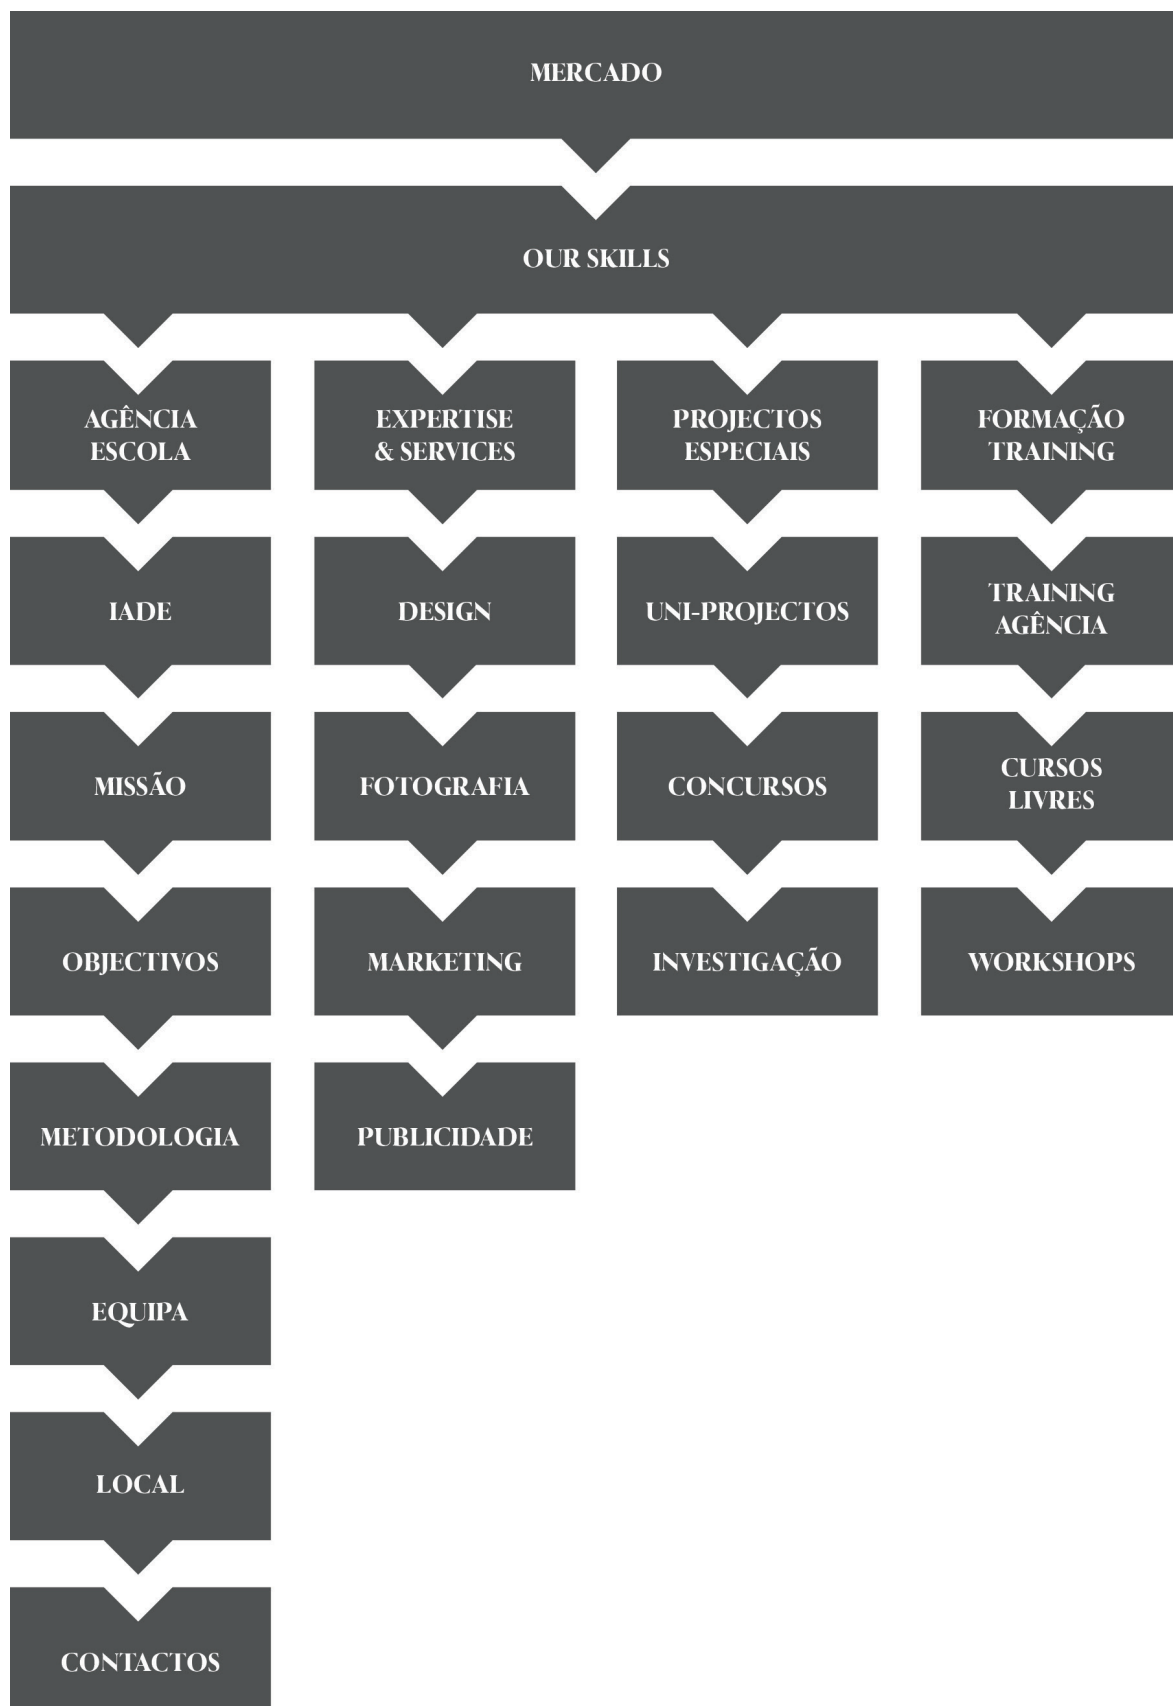 MERCADO
OUR SKILLS
AGÊNCIA
ESCOLA
EXPERTISE
& SERVICES
PROJECTOS
ESPECIAIS
FORMAÇÃO
TRAINING
IADE
DESIGN
UNI-PROJECTOS
TRAINING
AGÊNCIA
MISSÃO
FOTOGRAFIA
CONCURSOS
CURSOS
LIVRES
OBJECTIVOS
MARKETING
INVESTIGAÇÃO
WORKSHOPS
METODOLOGIA
PUBLICIDADE
EQUIPA
LOCAL
CONTACTOS